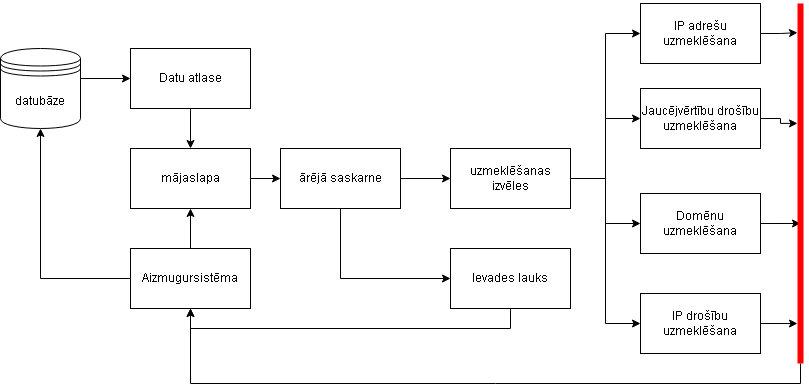 IP adrešu
uzmeklēšana
datubāze
Datu atlase
Jaucējvērtību drošību
uzmeklēšana
mājaslapa
ārējā saskarne
uzmeklēšanas
izvēles
Domēnu
uzmeklēšana
Aizmugursistēma
Ievades lauks
IP drošību
uzmeklēšana